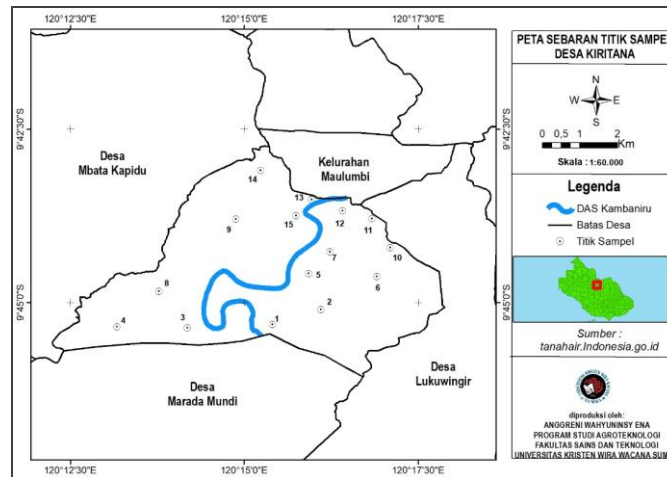 120°12'30"E 120°15'0"E 120°17'30"E
9°42'30"S
9°45'0"S
Desa
Mbata Kapidu
Kelurahan
Maulumbi
14
13
12
11
15
9
10
7
5
6
8
2
4
3
1
Desa
Marada Mundi
Desa
Lukuwingir
9°42'30"S
9°45'0"S
120°12'30"E 120°15'0"E 120°17'30"E
PETA SEBARAN TITIK SAMPEL
DESA KIRITANA
N
W E
S
0 0,5 1 2
Km
Skala : 1:60.000
Legenda
DAS Kambaniru
Batas Desa
Titik Sampel
Sumber :
tanahair.Indonesia.go.id
diproduksi oleh:
ANGGRENI WAHYUNINSY ENA
PROGRAM STUDI AGROTEKNOLOGI
FAKULTAS SAINS DAN TEKNOLOGI
UNIVERSITAS KRISTEN WIRA WACANA SUM